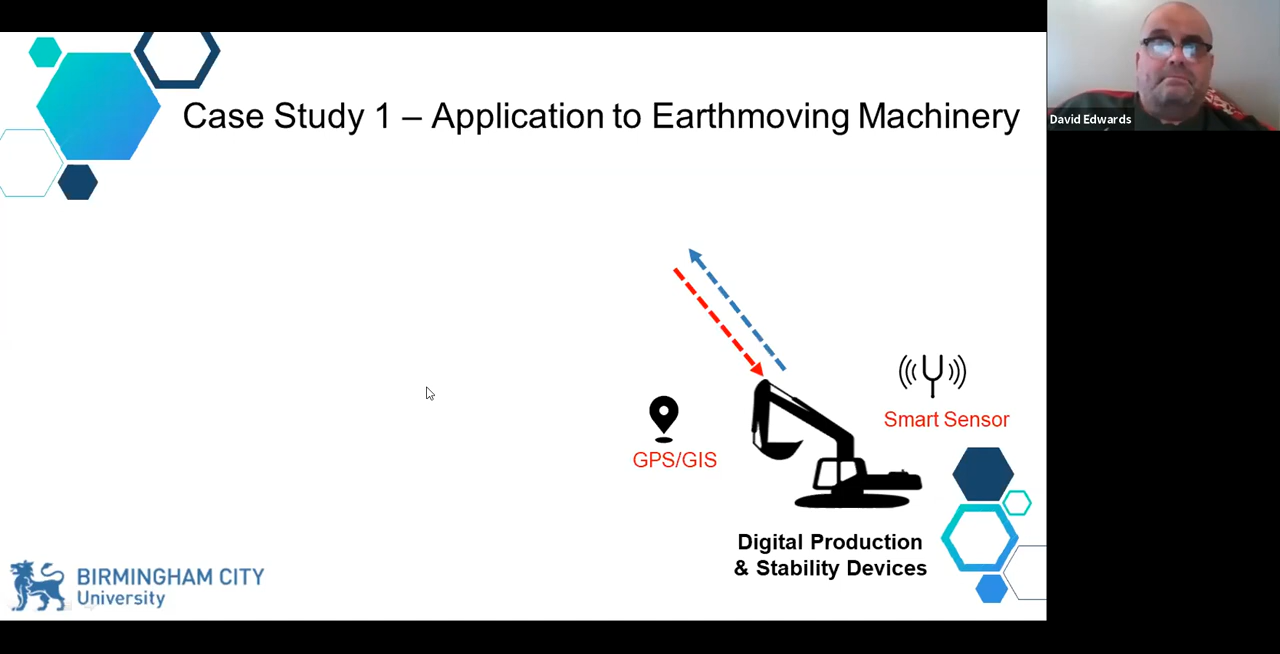 Case Study 1 – Application to Earthmoving Machinery
David Edwards
Smart Sensor
GPS/GIS
Digital Production
& Stability Devices
BIRMINGHAM CITY
University